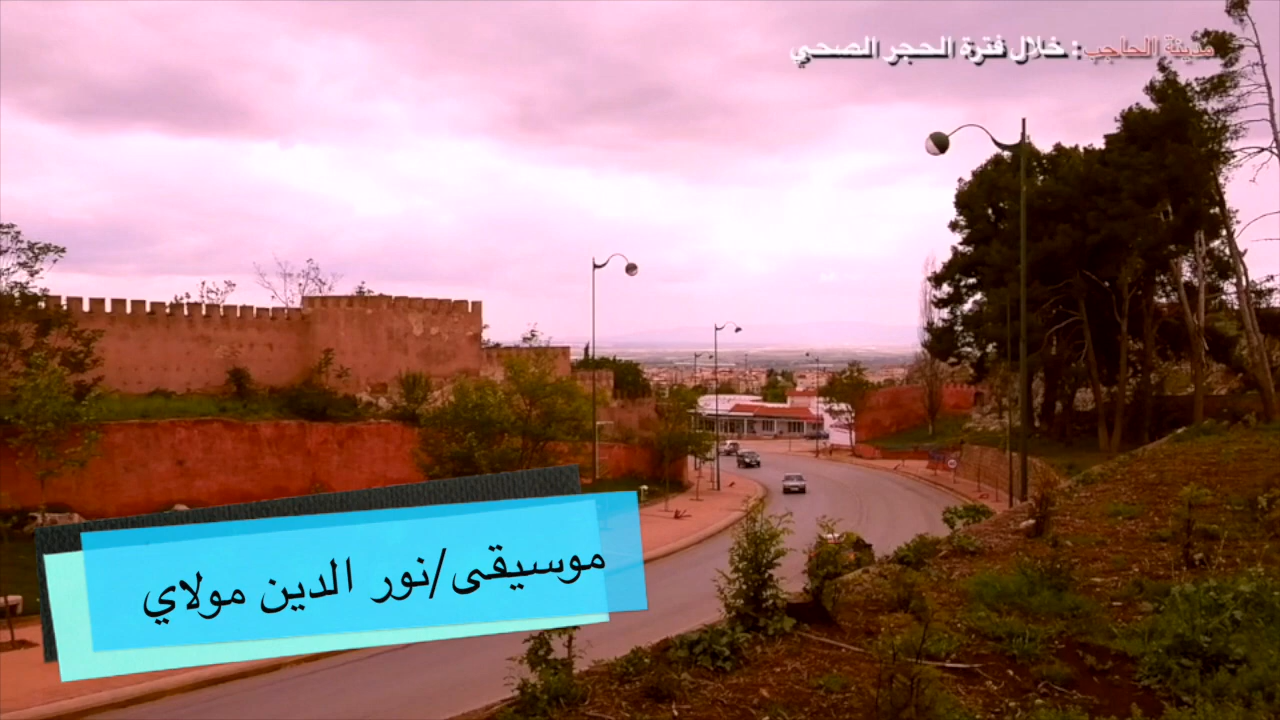 مدينة الحاجب : خلال فترة الحجر الصحي
موسيقى/نور الدين مولاي